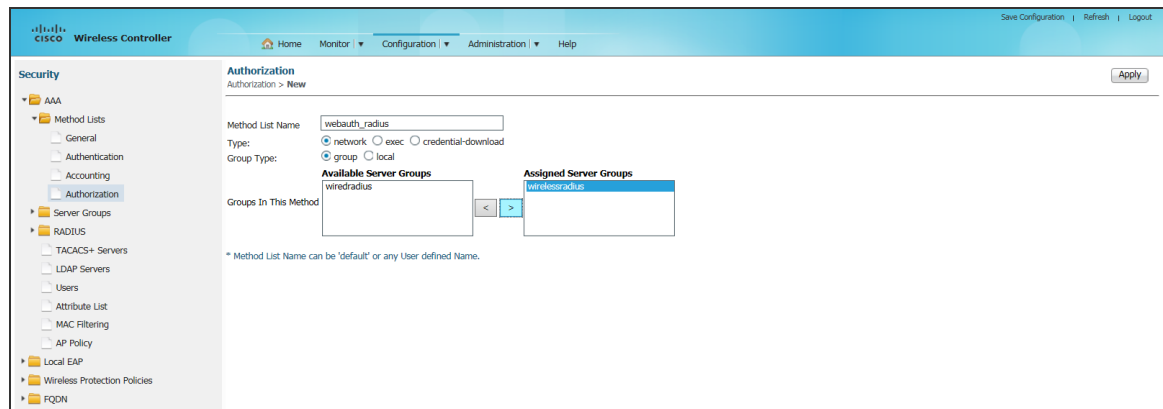 Save Configuration | Refresh | Logout
CISCO Wireless Controller
Home Monitor | ▼ Configuration | ▼ Administration | ▼ Help
Security
AAA
Method Lists
General
Authentication
Accounting
Authorization
Server Groups
RADIUS
TACACS+ Servers
LDAP Servers
Users
Attribute List
MAC Filtering
AP Policy
Local EAP
Wireless Protection Policies
FQDN
Authorization
Authorization > New
Apply
Method List Name webauth_radius
Type: network exec credential-download
Group Type: group local
Available Server Groups Assigned Server Groups
wiredradius wirelessradius
Groups In This Method < >
* Method List Name can be 'default' or any User defined Name.